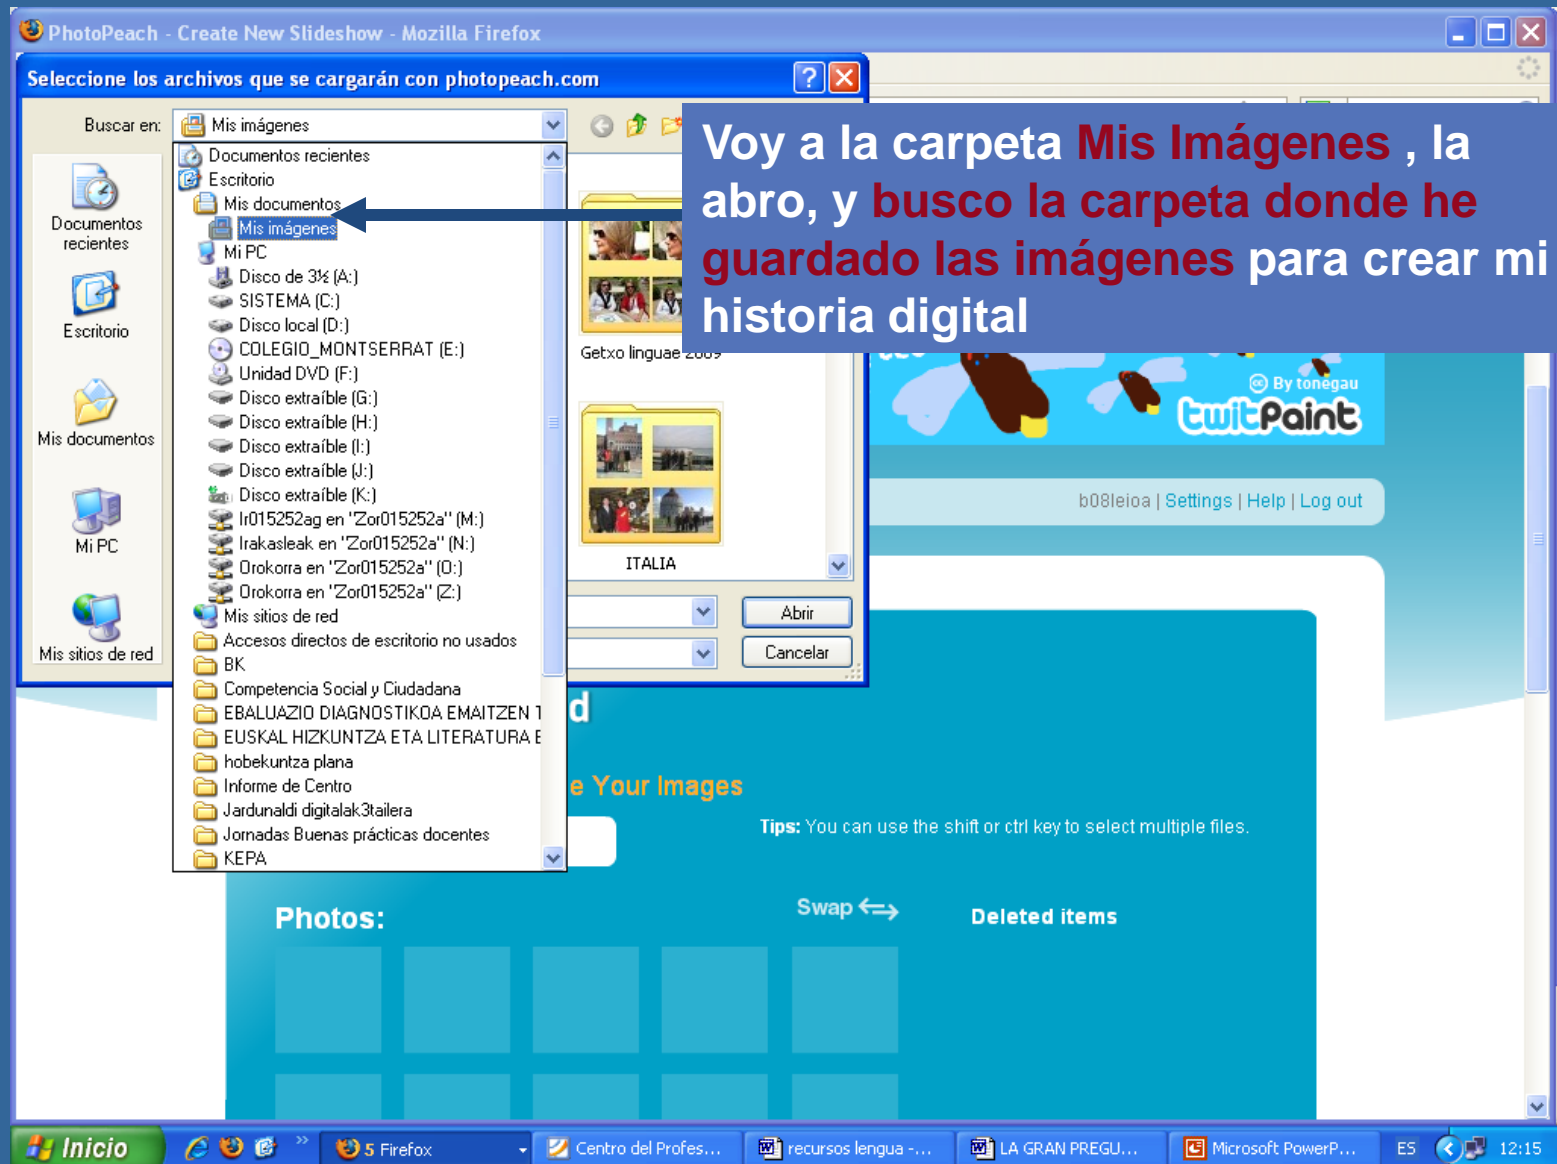 PhotoPeach - Create New Slideshow - Mozilla Firefox
Seleccione los archivos que se cargarán con photopeach.com
Buscar en:
Mis imágenes
Voy a la carpeta Mis Imágenes , la
abro, y busco la carpeta donde he
guardado las imágenes para crear mi
historia digital
Documentos
recientes
Escritorio
Mis documentos
Mi PC
Mis sitios de red
Documentos recientes
Escritorio
Mis documentos
Mis imágenes
Mi PC
Disco de 3½ (A:)
SISTEMA (C:)
Disco local (D:)
COLEGIO_MONTSERRAT (E:)
Unidad DVD (F:)
Disco extraíble (G:)
Disco extraíble (H:)
Disco extraíble (I:)
Disco extraíble (J:)
Disco extraíble (K:)
Ir015252ag en "Zor015252a" (M:)
Irakasleak en "Zor015252a" (N:)
Orokorra en "Zor015252a" (O:)
Orokorra en "Zor015252a" (Z:)
Mis sitios de red
Accesos directos de escritorio no usados
BK
Competencia Social y Ciudadana
EBALUAZIO DIAGNOSTIKOA EMAITZEN T
EUSKAL HIZKUNTZA ETA LITERATURA E
hobekuntza plana
Informe de Centro
Jardunaldi digitalak3tailera
Jornadas Buenas prácticas docentes
KEPA
Getxo linguae 2009
ITALIA
Abrir
Cancelar
cc By tonegau
twitPaint
b08leioa | Settings | Help | Log out
d
e Your Images
Tips: You can use the shift or ctrl key to select multiple files.
Photos:
Swap
Deleted items
Inicio
»
5 Firefox
Centro del Profes...
recursos lengua -...
LA GRAN PREGU...
Microsoft PowerP...
ES
12:15